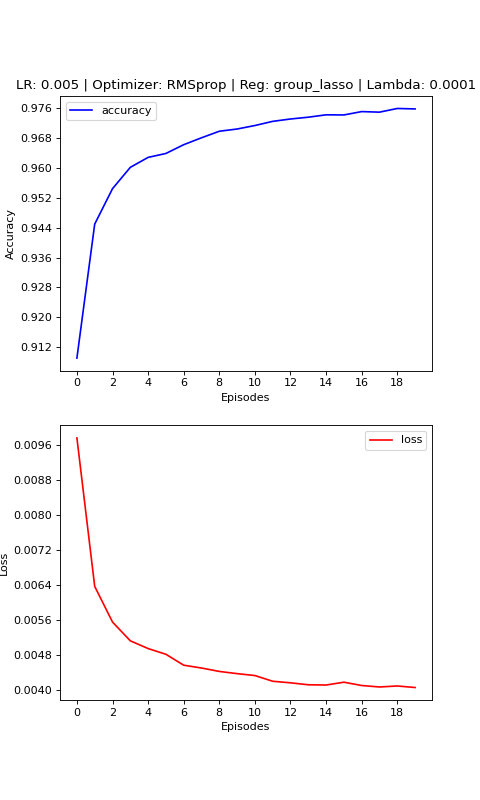 LR: 0.005 | Optimizer: RMSprop | Reg: group_lasso | Lambda: 0.0001
accuracy
0.976
0.968
0.960
0.952
0.944
0.936
0.928
0.920
0.912
Accuracy
0 2 4 6 8 10 12 14 16 18
Episodes
loss
0.0096
0.0088
0.0080
0.0072
0.0064
0.0056
0.0048
0.0040
Loss
0 2 4 6 8 10 12 14 16 18
Episodes